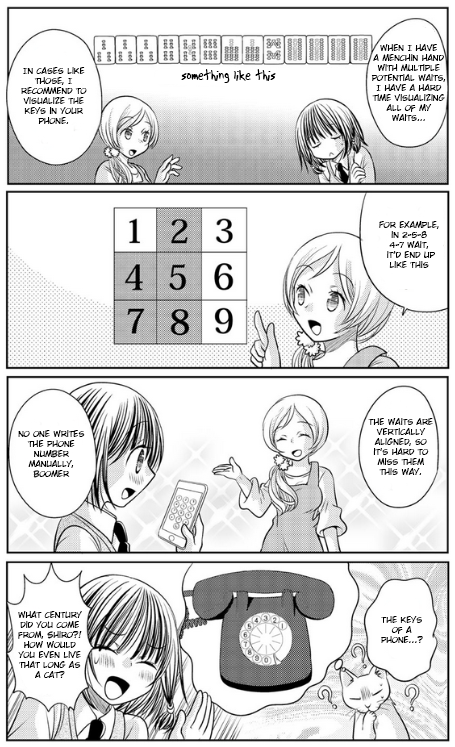 WHEN I HAVE
A MENCHIN HAND
WITH MULTIPLE
POTENTIAL WAITS,
I HAVE A HARD
TIME VISUALIZING
ALL OF MY
WAITS...
something like this
IN CASES LIKE
THOSE, I
RECOMMEND TO
VISUALIZE THE
KEYS IN YOUR
PHONE.
FOR EXAMPLE,
IN 2-5-8
4-7 WAIT,
IT'D END UP
LIKE THIS
1 2 3
4 5 6
7 8 9
THE WAITS ARE
VERTICALLY
ALIGNED, SO
IT'S HARD TO
MISS THEM
THIS WAY.
NO ONE WRITES
THE PHONE
NUMBER
MANUALLY,
BOOMER
THE KEYS
OF A
PHONE...?
?
?
?
?
WHAT CENTURY
DID YOU COME
FROM, SHIRO?!
HOW WOULD
YOU EVEN LIVE
THAT LONG AS
A CAT?